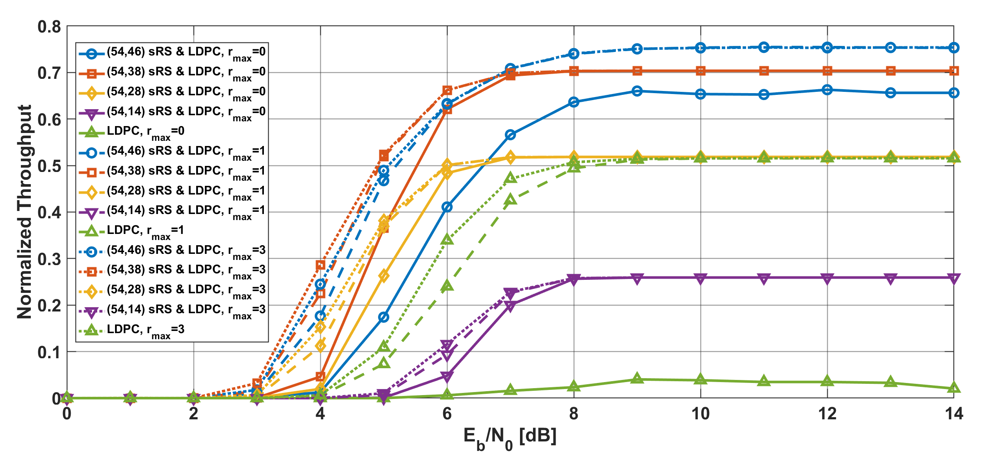 0.8
0.7
0.6
0.5
0.4
0.3
0.2
0.1
0
Normalized Throughput
(54,46) sRS & LDPC, rmax=0
(54,38) sRS & LDPC, rmax=0
(54,28) sRS & LDPC, rmax=0
(54,14) sRS & LDPC, rmax=0
LDPC, rmax=0
(54,46) sRS & LDPC, rmax=1
(54,38) sRS & LDPC, rmax=1
(54,28) sRS & LDPC, rmax=1
(54,14) sRS & LDPC, rmax=1
LDPC, rmax=1
(54,46) sRS & LDPC, rmax=3
(54,38) sRS & LDPC, rmax=3
(54,28) sRS & LDPC, rmax=3
(54,14) sRS & LDPC, rmax=3
LDPC, rmax=3
0 2 4 6 8 10 12 14
Eb/N0 [dB]